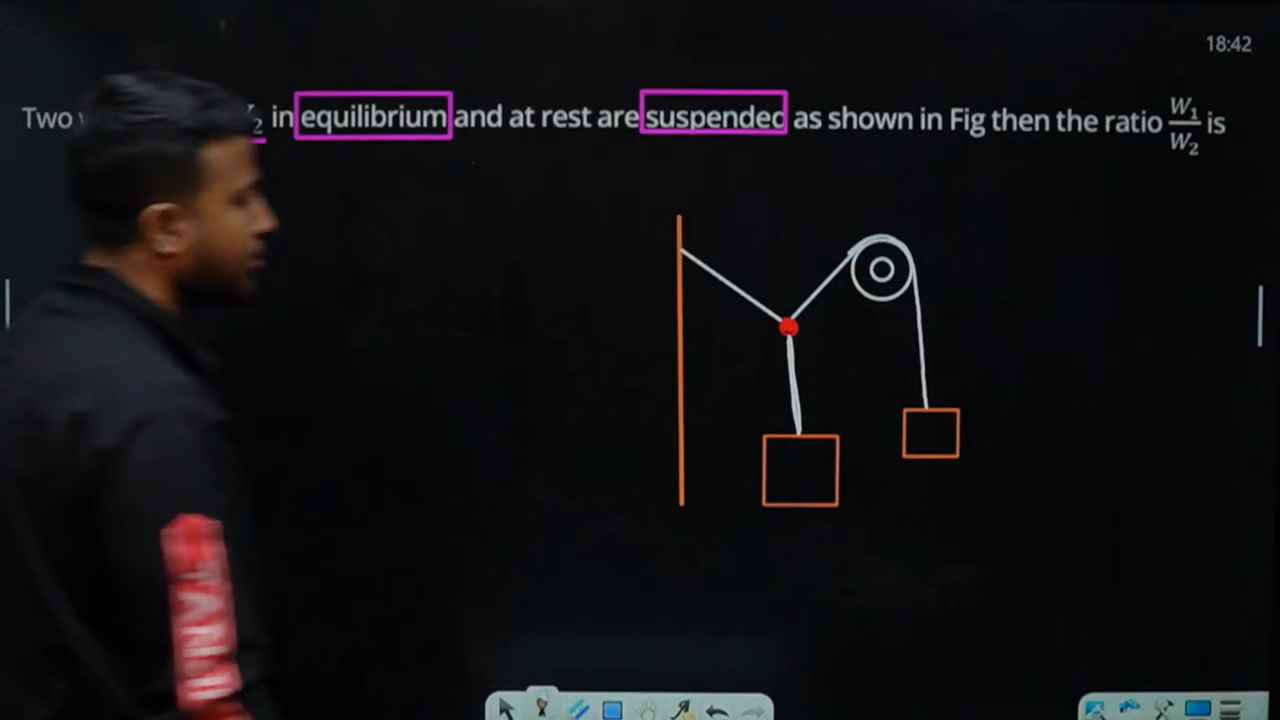 18:42
Two in equilibrium and at rest are suspended as shown in Fig then the ratio W₁/W₂ is